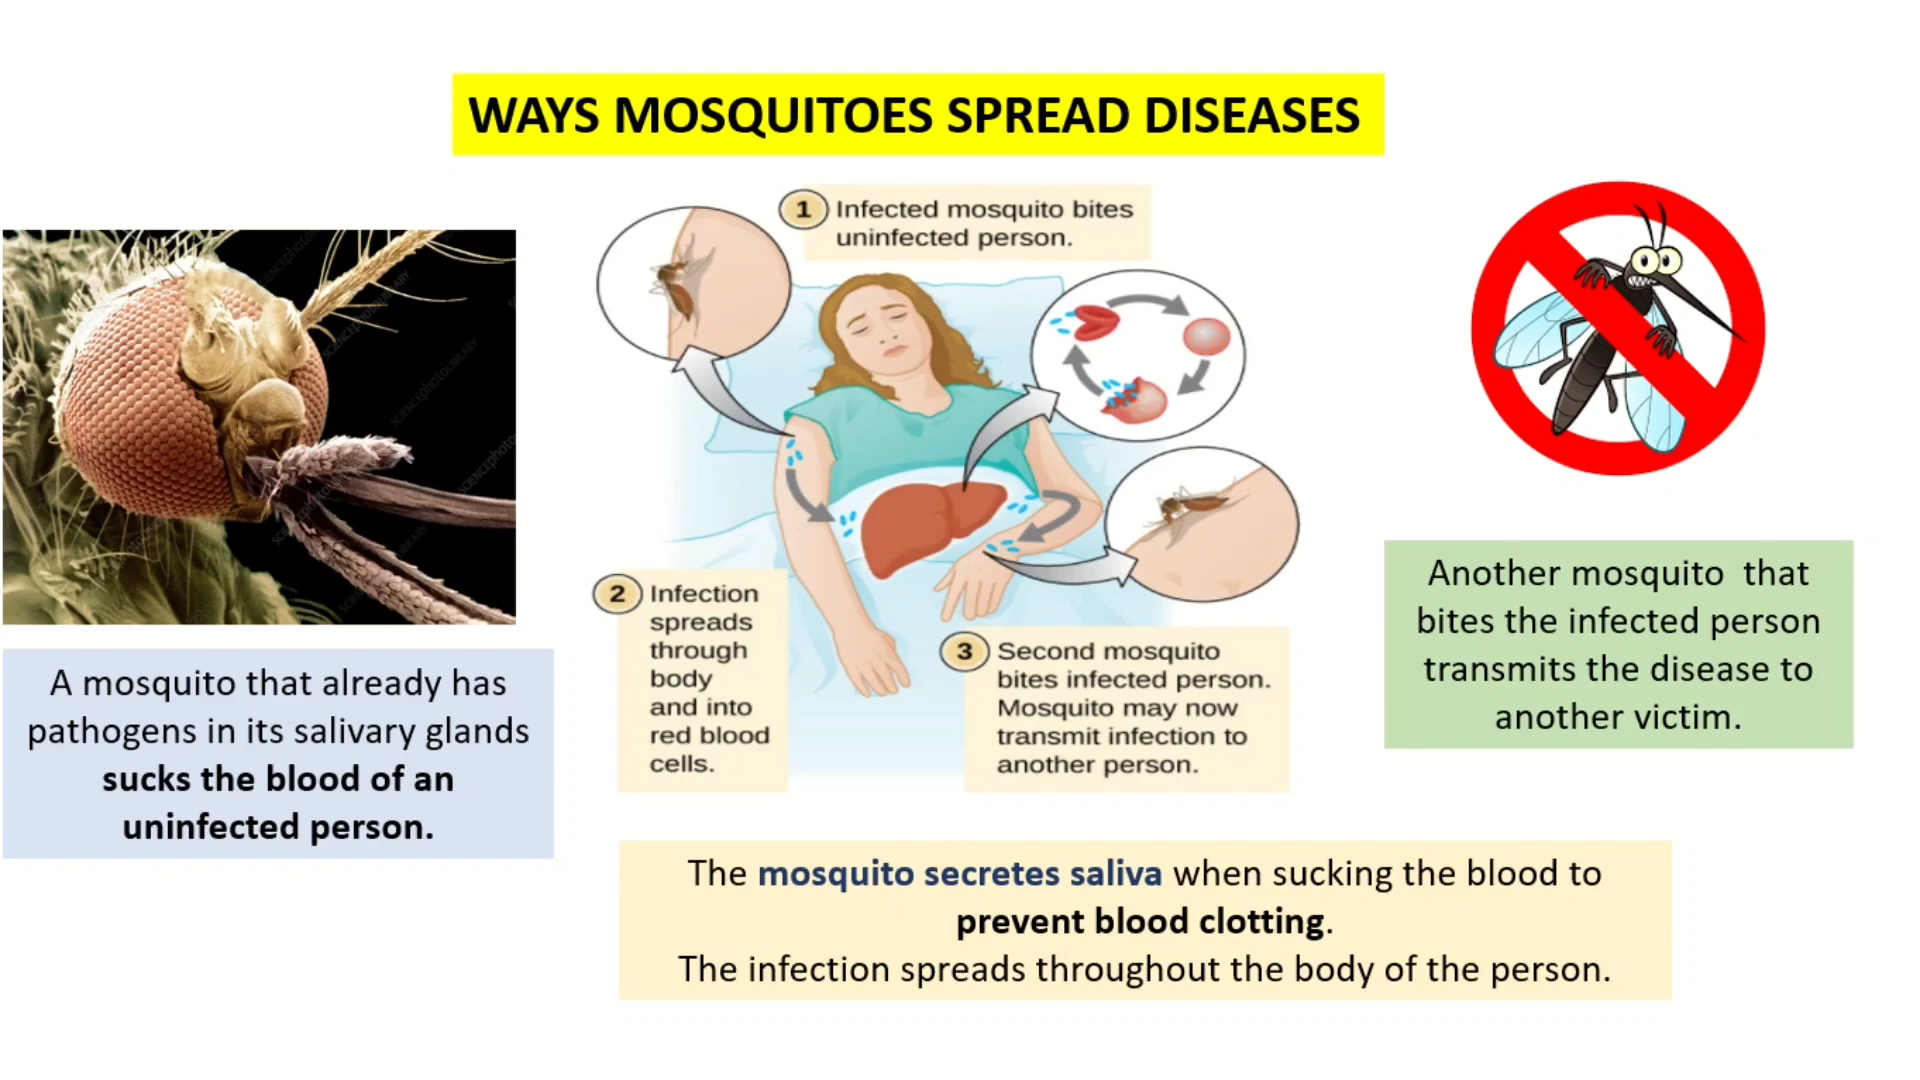 WAYS MOSQUITOES SPREAD DISEASES
1 Infected mosquito bites
uninfected person.
2 Infection
spreads
through
body
and into
red blood
cells.
3 Second mosquito
bites infected person.
Mosquito may now
transmit infection to
another person.
A mosquito that already has
pathogens in its salivary glands
sucks the blood of an
uninfected person.
Another mosquito that
bites the infected person
transmits the disease to
another victim.
The mosquito secretes saliva when sucking the blood to
prevent blood clotting.
The infection spreads throughout the body of the person.